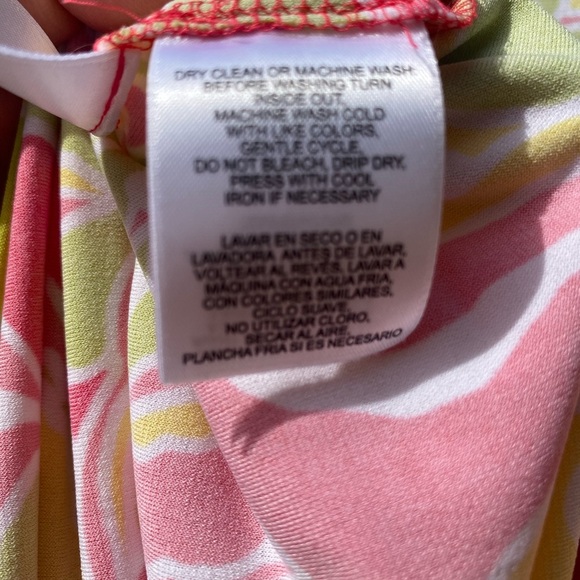 DRY CLEAN OR MACHINE WASH:
BEFORE WASHING TURN
INSIDE OUT.
MACHINE WASH COLD
WITH LIKE COLORS,
GENTLE CYCLE,
DO NOT BLEACH, DRIP DRY,
PRESS WITH COOL
IRON IF NECESSARY
LAVAR EN SECO O EN
LAVADORA ANTES DE LAVAR,
VOLTEAR AL REVÉS, LAVAR A
MÁQUINA CON AGUA FRIA,
CON COLORES SIMILARES,
CICLO SUAVE,
NO UTILIZAR CLORO,
SECAR AL AIRE,
PLANCHA FRIA SI ES NECESARIO